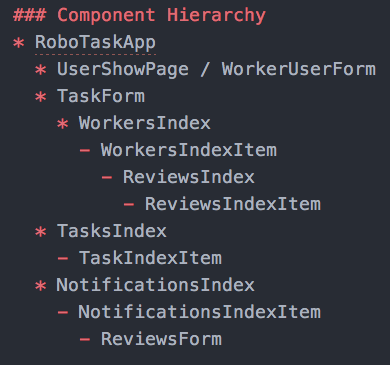 ### Component Hierarchy
* RoboTaskApp
  * UserShowPage / WorkerUserForm
  * TaskForm
    * WorkersIndex
      - WorkersIndexItem
        - ReviewsIndex
          - ReviewsIndexItem
  * TasksIndex
    - TaskIndexItem
  * NotificationsIndex
    - NotificationsIndexItem
      - ReviewsForm